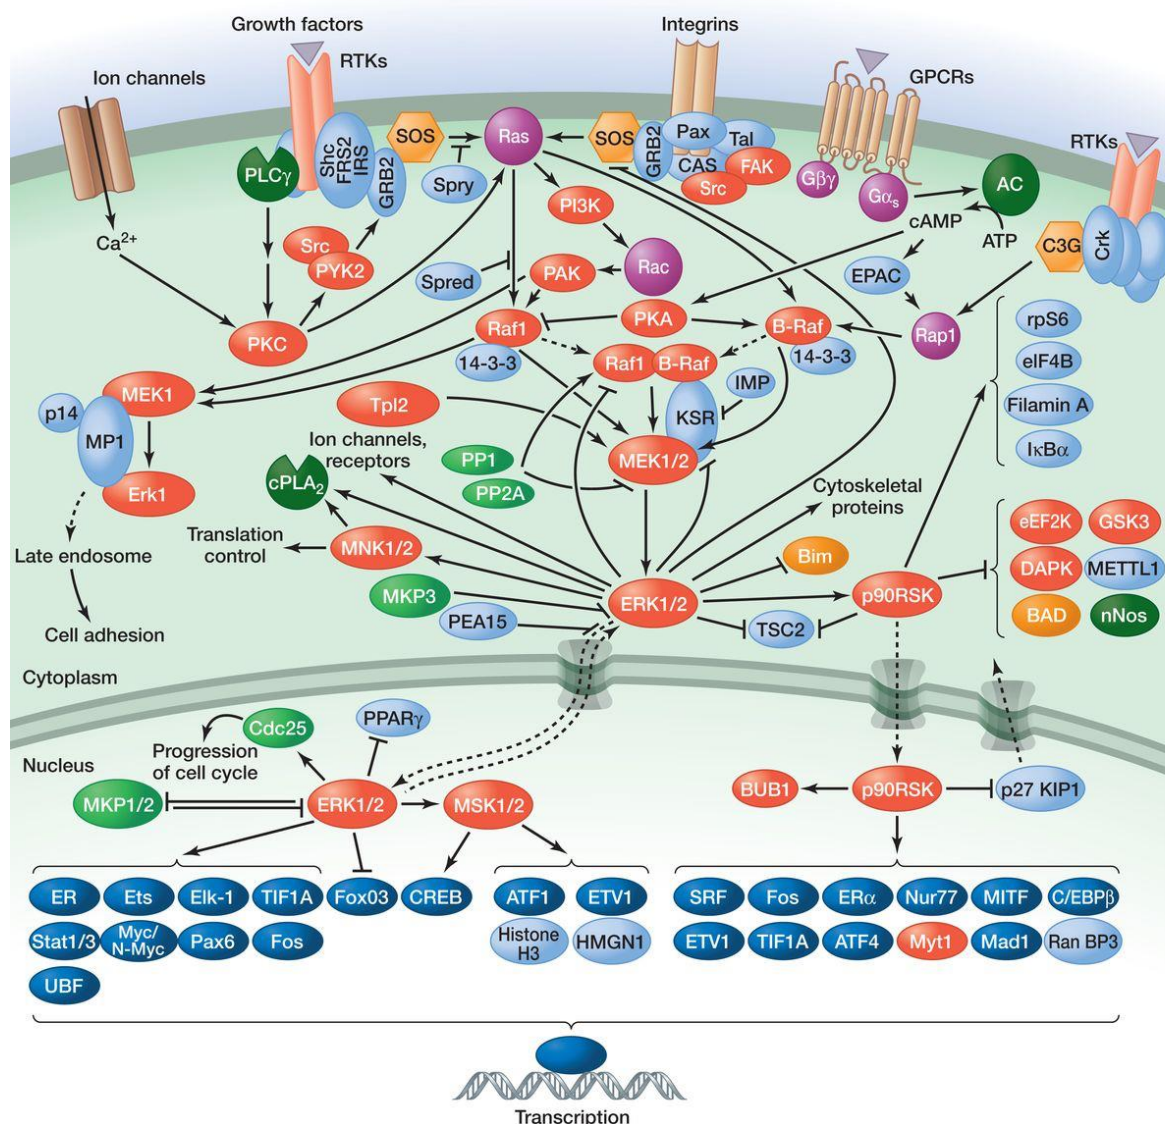 Growth factors
Integrins
Ion channels
RTKs
GPCRs
RTKs
SOS
Ras
SOS
GRB2
Pax
Tal
CAS
FAK
Src
PLCγ
Shc
FRS2
IRS
GRB2
Spry
Gβγ
Gαs
AC
cAMP
ATP
PI3K
C3G
Crk
Ca2+
Src
PYK2
Spred
PAK
Rac
EPAC
PKC
Raf1
14-3-3
PKA
B-Raf
14-3-3
Rap1
rpS6
eIF4B
Filamin A
IκBα
Raf1
B-Raf
IMP
KSR
MEK1
p14
MP1
Erk1
Tpl2
Ion channels,
receptors
PP1
PP2A
MEK1/2
cPLA2
Cytoskeletal
proteins
Translation
control
MNK1/2
Late endosome
Cell adhesion
MKP3
PEA15
ERK1/2
Bim
TSC2
p90RSK
eEF2K
GSK3
DAPK
METTL1
BAD
nNos
Cytoplasm
Nucleus
Cdc25
PPARγ
Progression
of cell cycle
MKP1/2
ERK1/2
MSK1/2
BUB1
p90RSK
p27 KIP1
ER
Ets
Elk-1
TIF1A
Fox03
CREB
ATF1
ETV1
SRF
Fos
ERα
Nur77
MITF
C/EBPβ
Stat1/3
Myc/
N-Myc
Pax6
Fos
Histone
H3
HMGN1
ETV1
TIF1A
ATF4
Myt1
Mad1
Ran BP3
UBF
Transcription